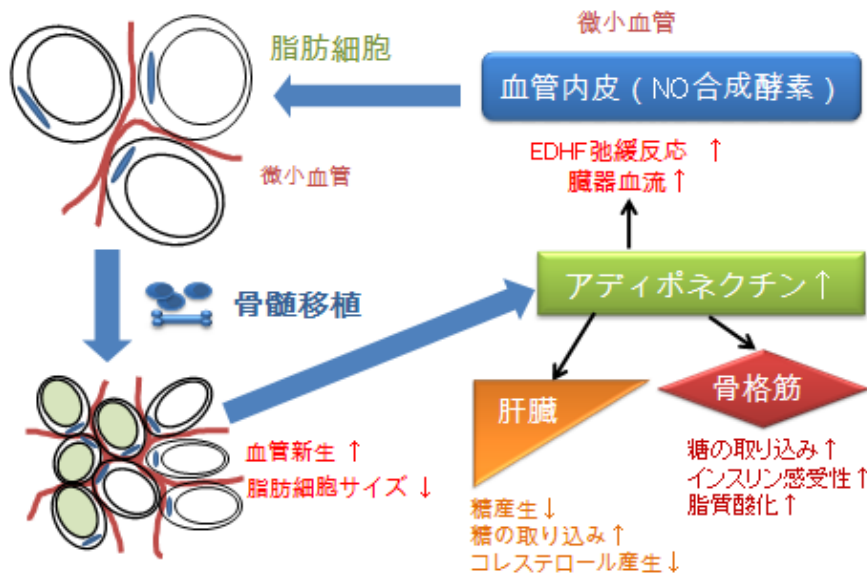 微小血管
脂肪細胞
血管内皮(NO合成酵素)
EDHF弛緩反応 ↑
臓器血流↑
微小血管
アディポネクチン↑
骨髄移植
肝臓
骨格筋
血管新生 ↑
脂肪細胞サイズ ↓
糖の取り込み↑
インスリン感受性↑
脂質酸化↑
糖産生↓
糖の取り込み↑
コレステロール産生↓